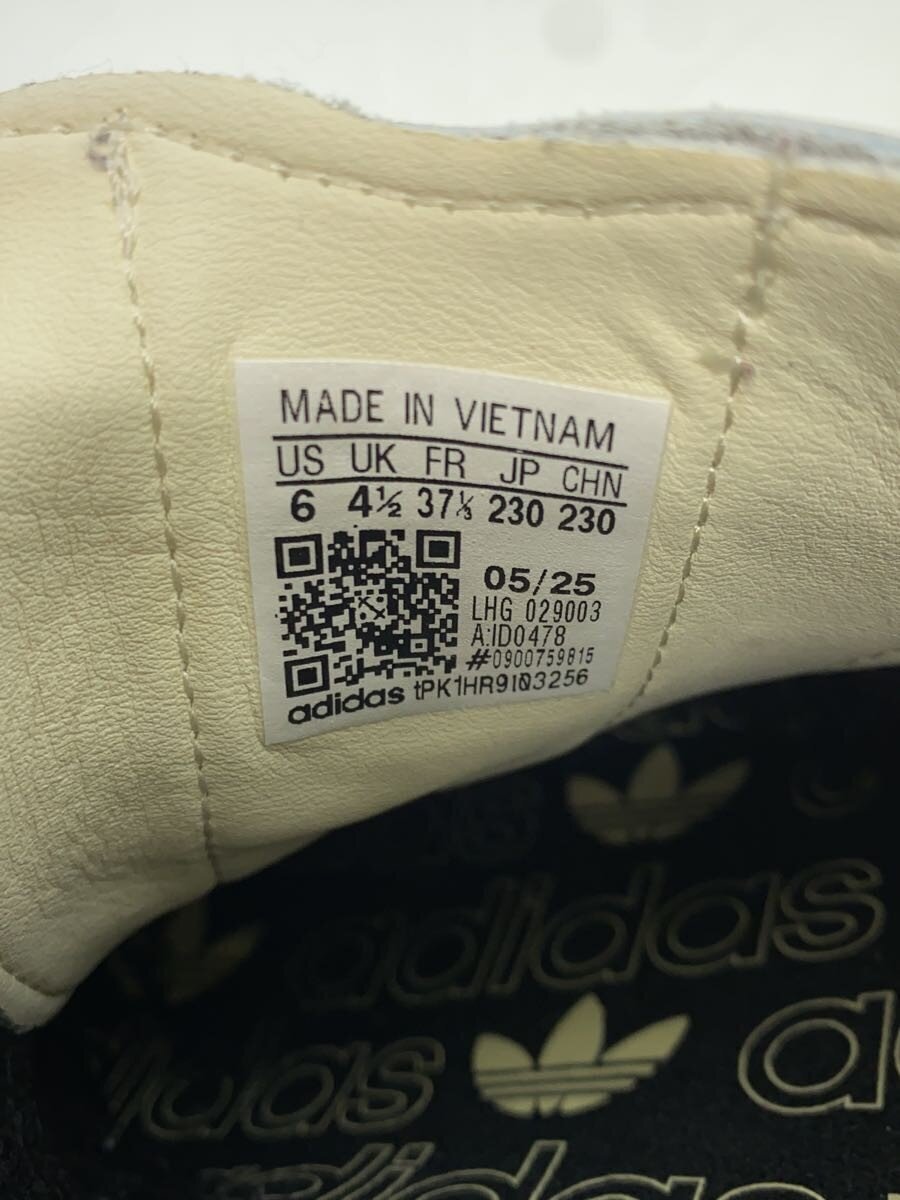 MADE IN VIETNAM
US UK FR JP CHN
6 4½ 37⅓ 230 230
05/25
LHG 029003
A:ID0478
#0900759815
adidas tPK1HR9I03256
adidas
adidas